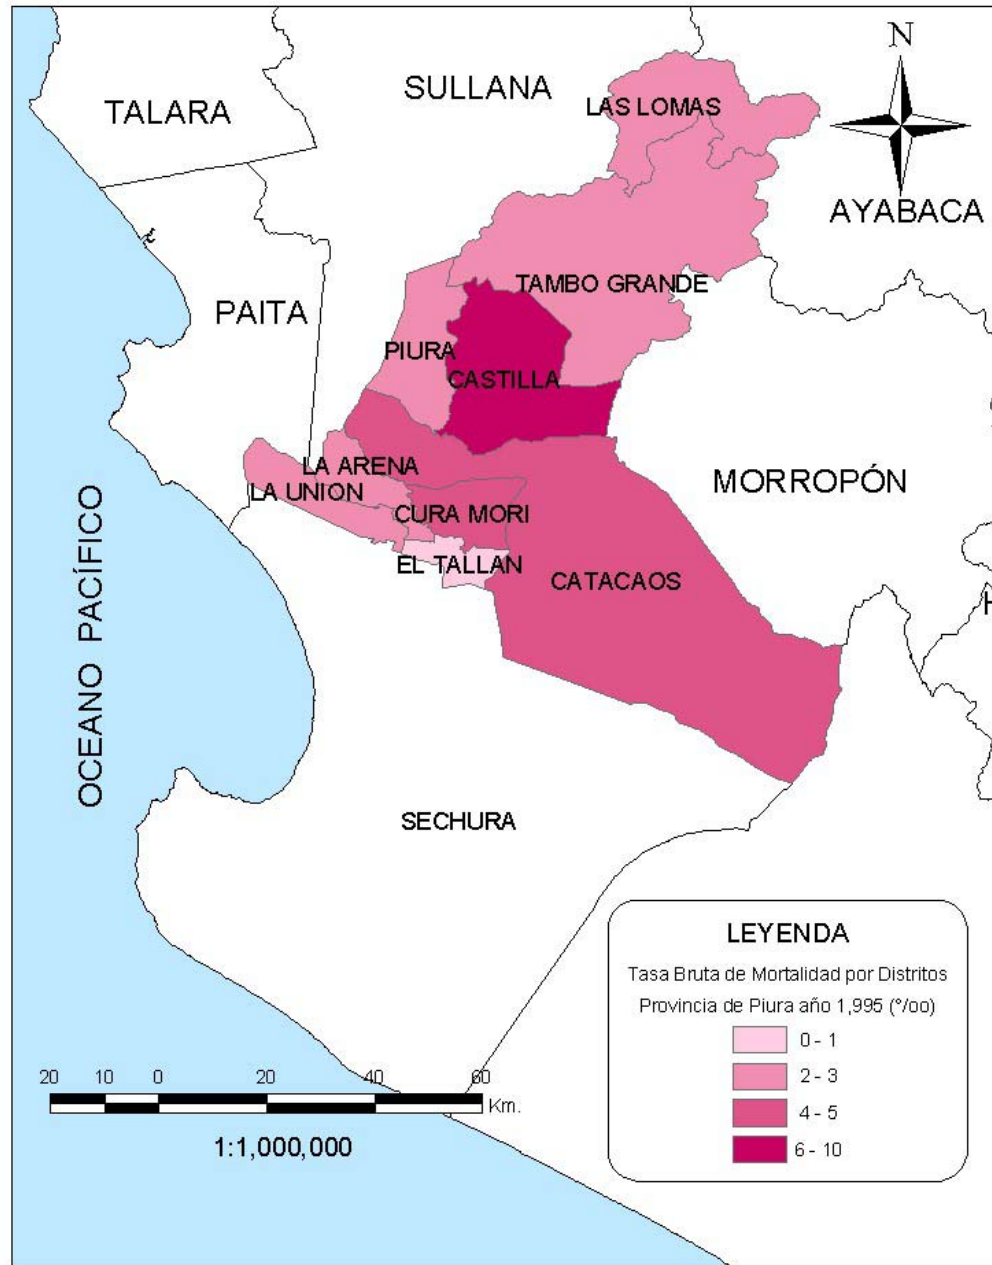 N
SULLANA
TALARA
LAS LOMAS
AYABACA
TAMBO GRANDE
PAITA
PIURA
CASTILLA
LA ARENA
LA UNION
MORROPÓN
CURA MORI
EL TALLAN
CATACAOS
OCEANO PACÍFICO
H
SECHURA
LEYENDA
Tasa Bruta de Mortalidad por Distritos
Provincia de Piura año 1,995 (°/oo)
0 - 1
2 - 3
4 - 5
6 - 10
20 10 0 20 40 60
Km.
1:1,000,000